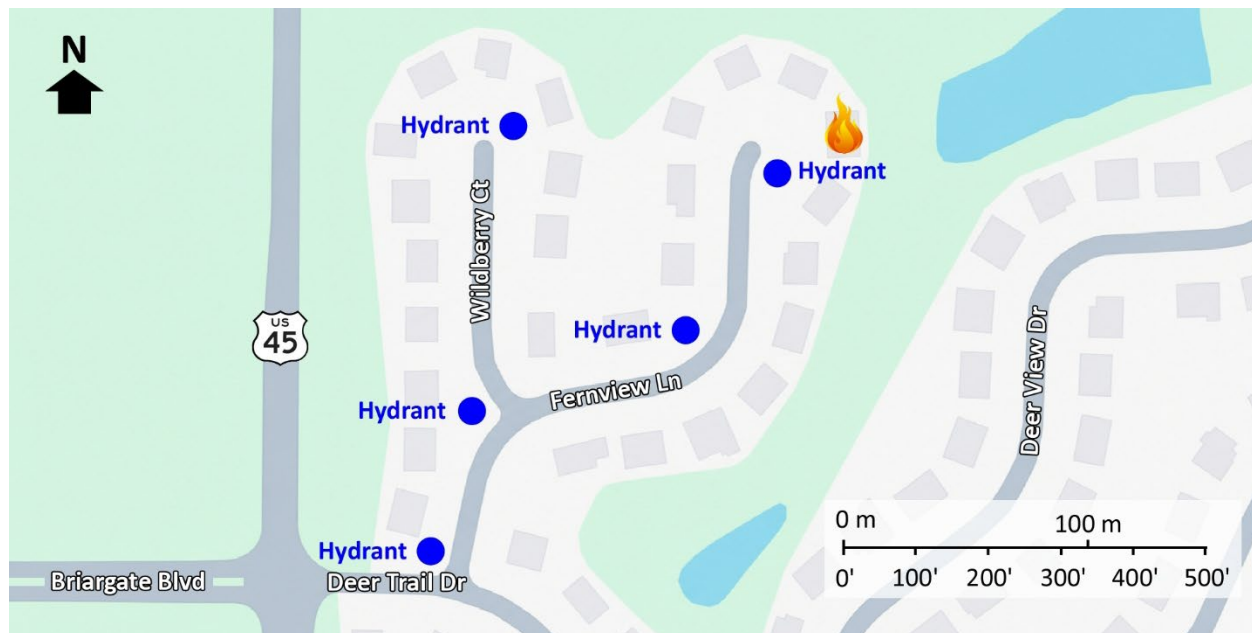 N
Hydrant
Hydrant
Wildberry Ct
Hydrant
US
45
Deer View Dr
Fernview Ln
Hydrant
Hydrant
Briargate Blvd
Deer Trail Dr
0 m 100 m
0' 100' 200' 300' 400' 500'